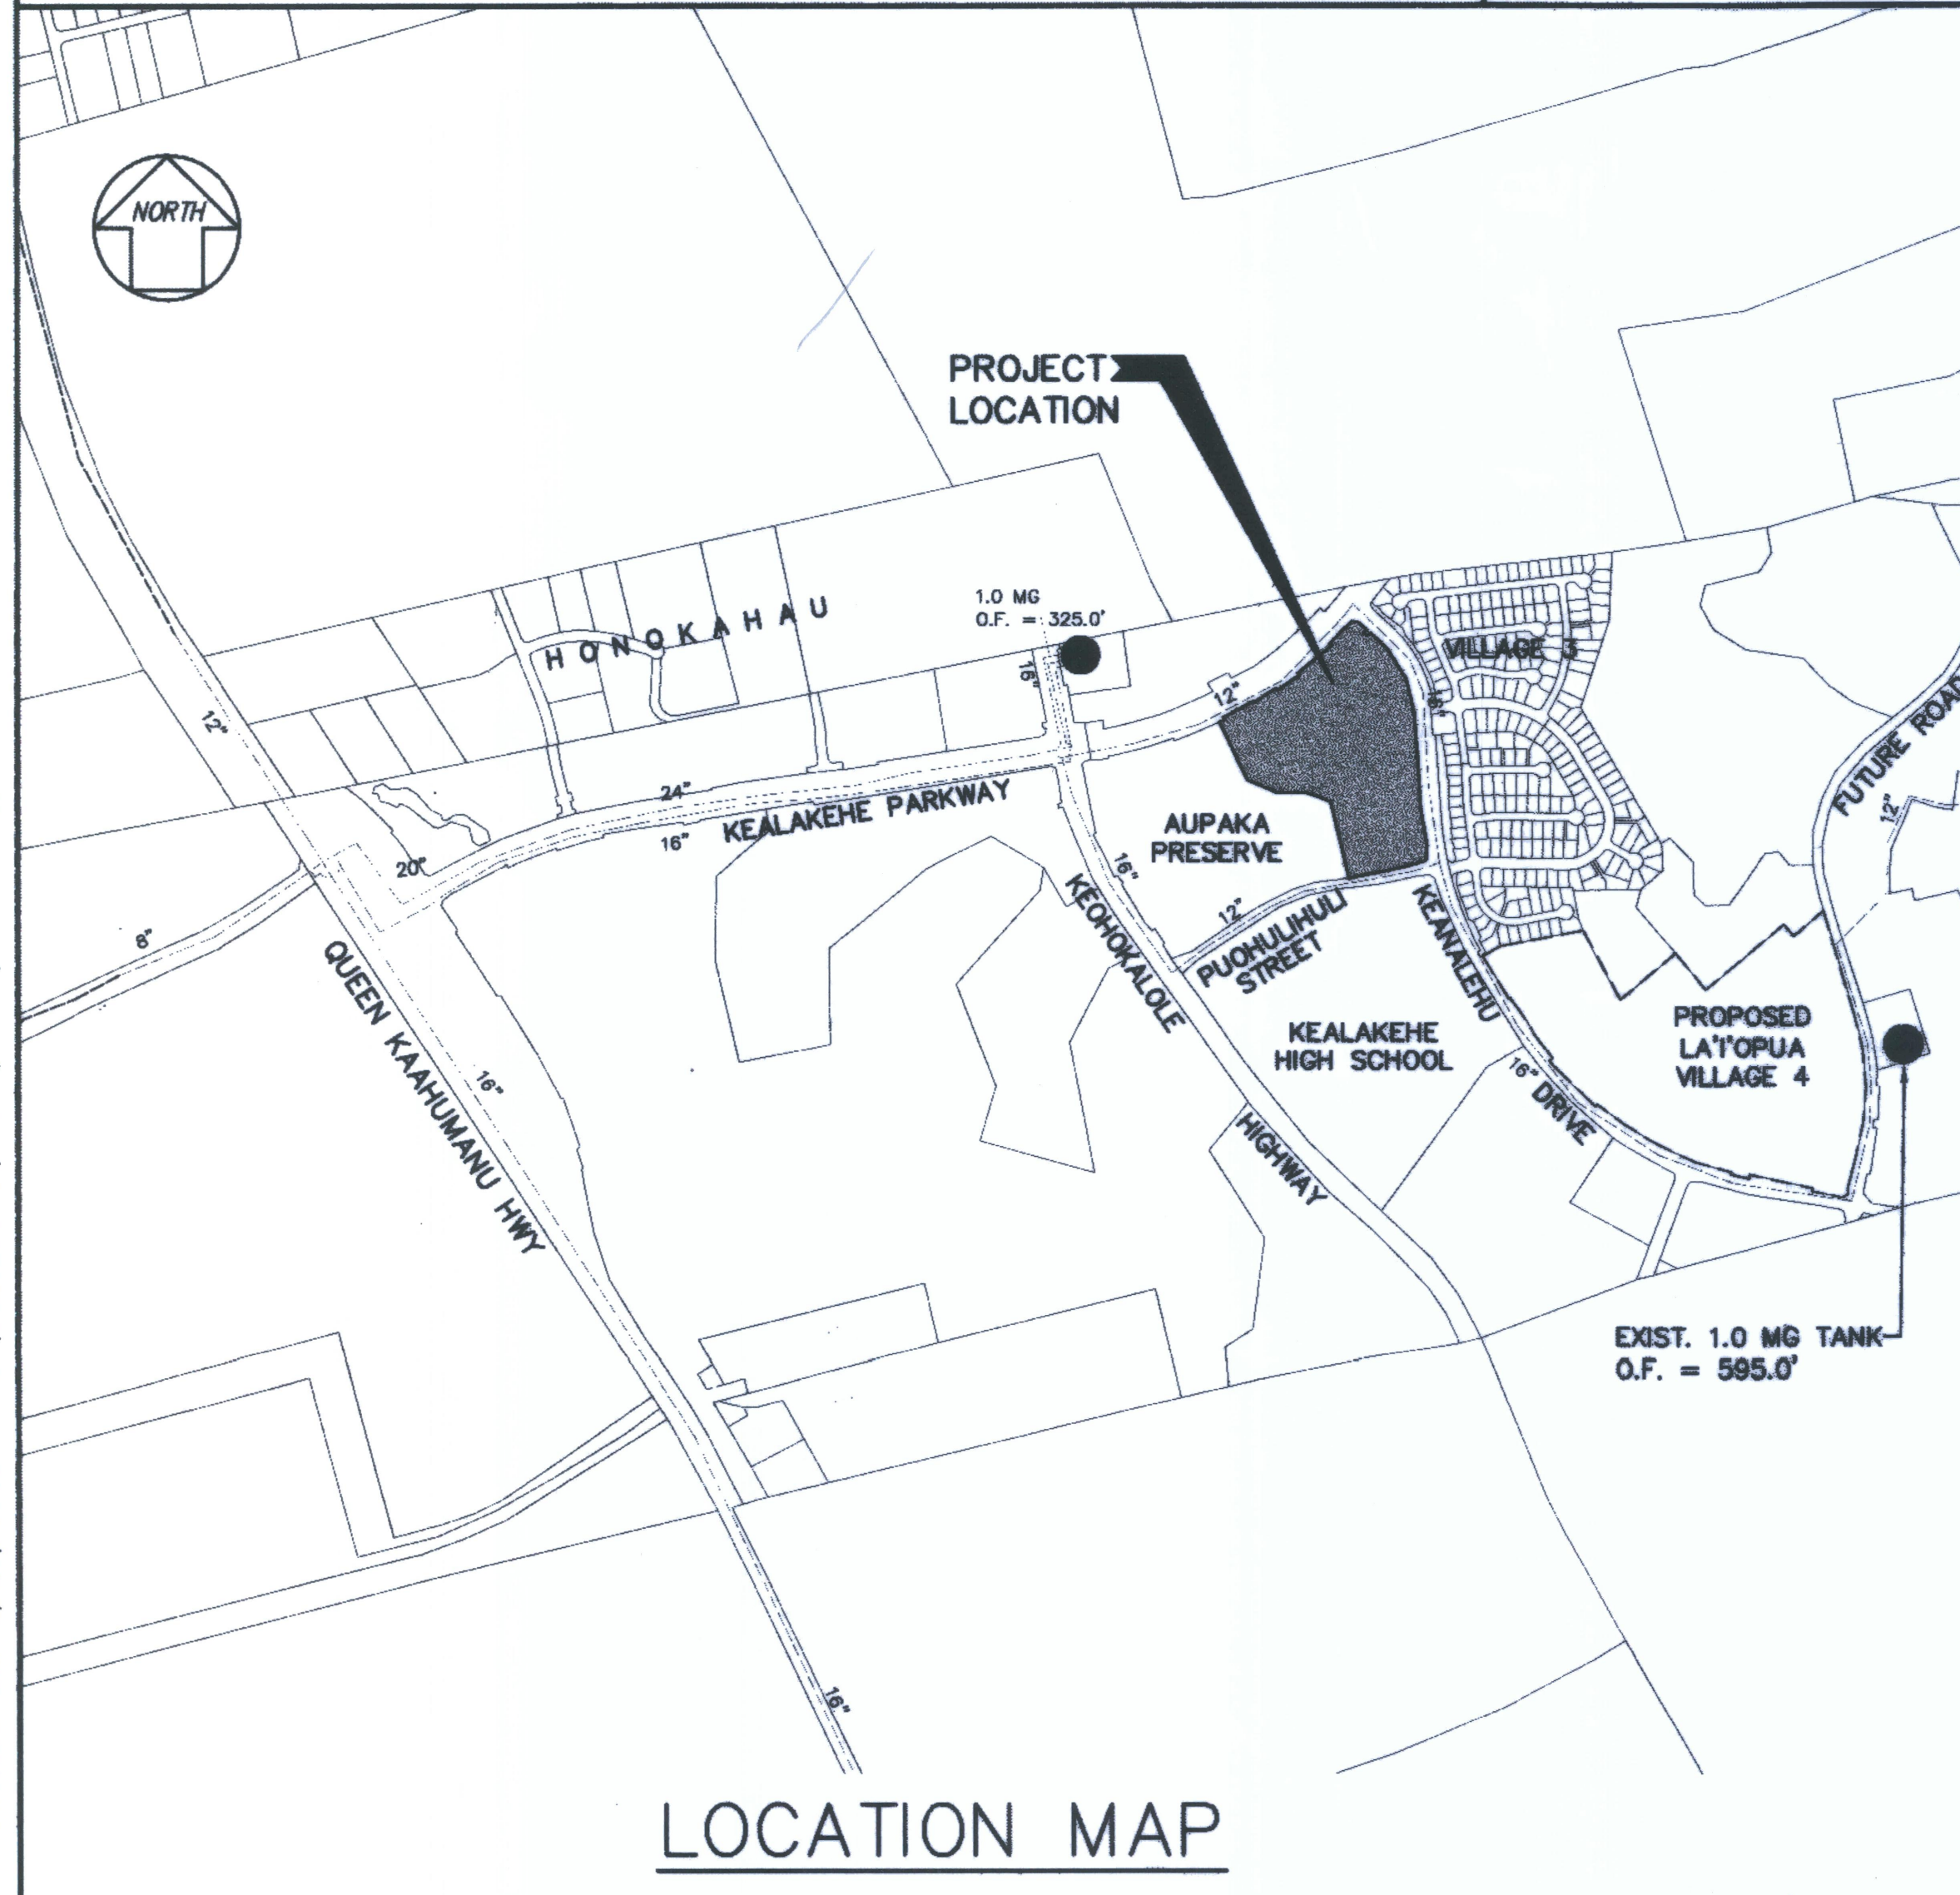 NORTH
PROJECT
LOCATION
1.0 MG
O.F. = 325.0'
HONOKAHAU
16"
VILLAGE 3
12"
16"
12"
FUTURE ROAD
24"
KEALAKEHE PARKWAY
16"
AUPAKA
PRESERVE
12"
20"
16"
KEOHOKALOLE
12"
PUOHULIHULI
STREET
KEANALEHU
8"
QUEEN KAAHUMANU HWY
KEALAKEHE
HIGH SCHOOL
PROPOSED
LA'I'OPUA
VILLAGE 4
16"
16"
DRIVE
HIGHWAY
EXIST. 1.0 MG TANK
O.F. = 595.0'
16"
LOCATION MAP